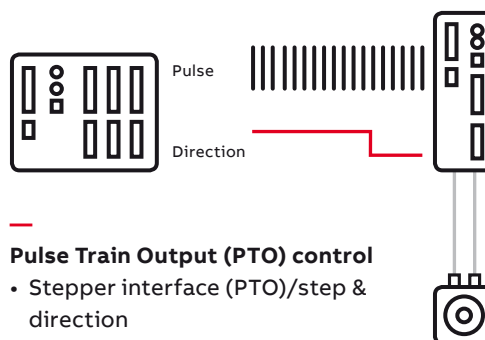 Pulse
Direction
Pulse Train Output (PTO) control
• Stepper interface (PTO)/step &
direction